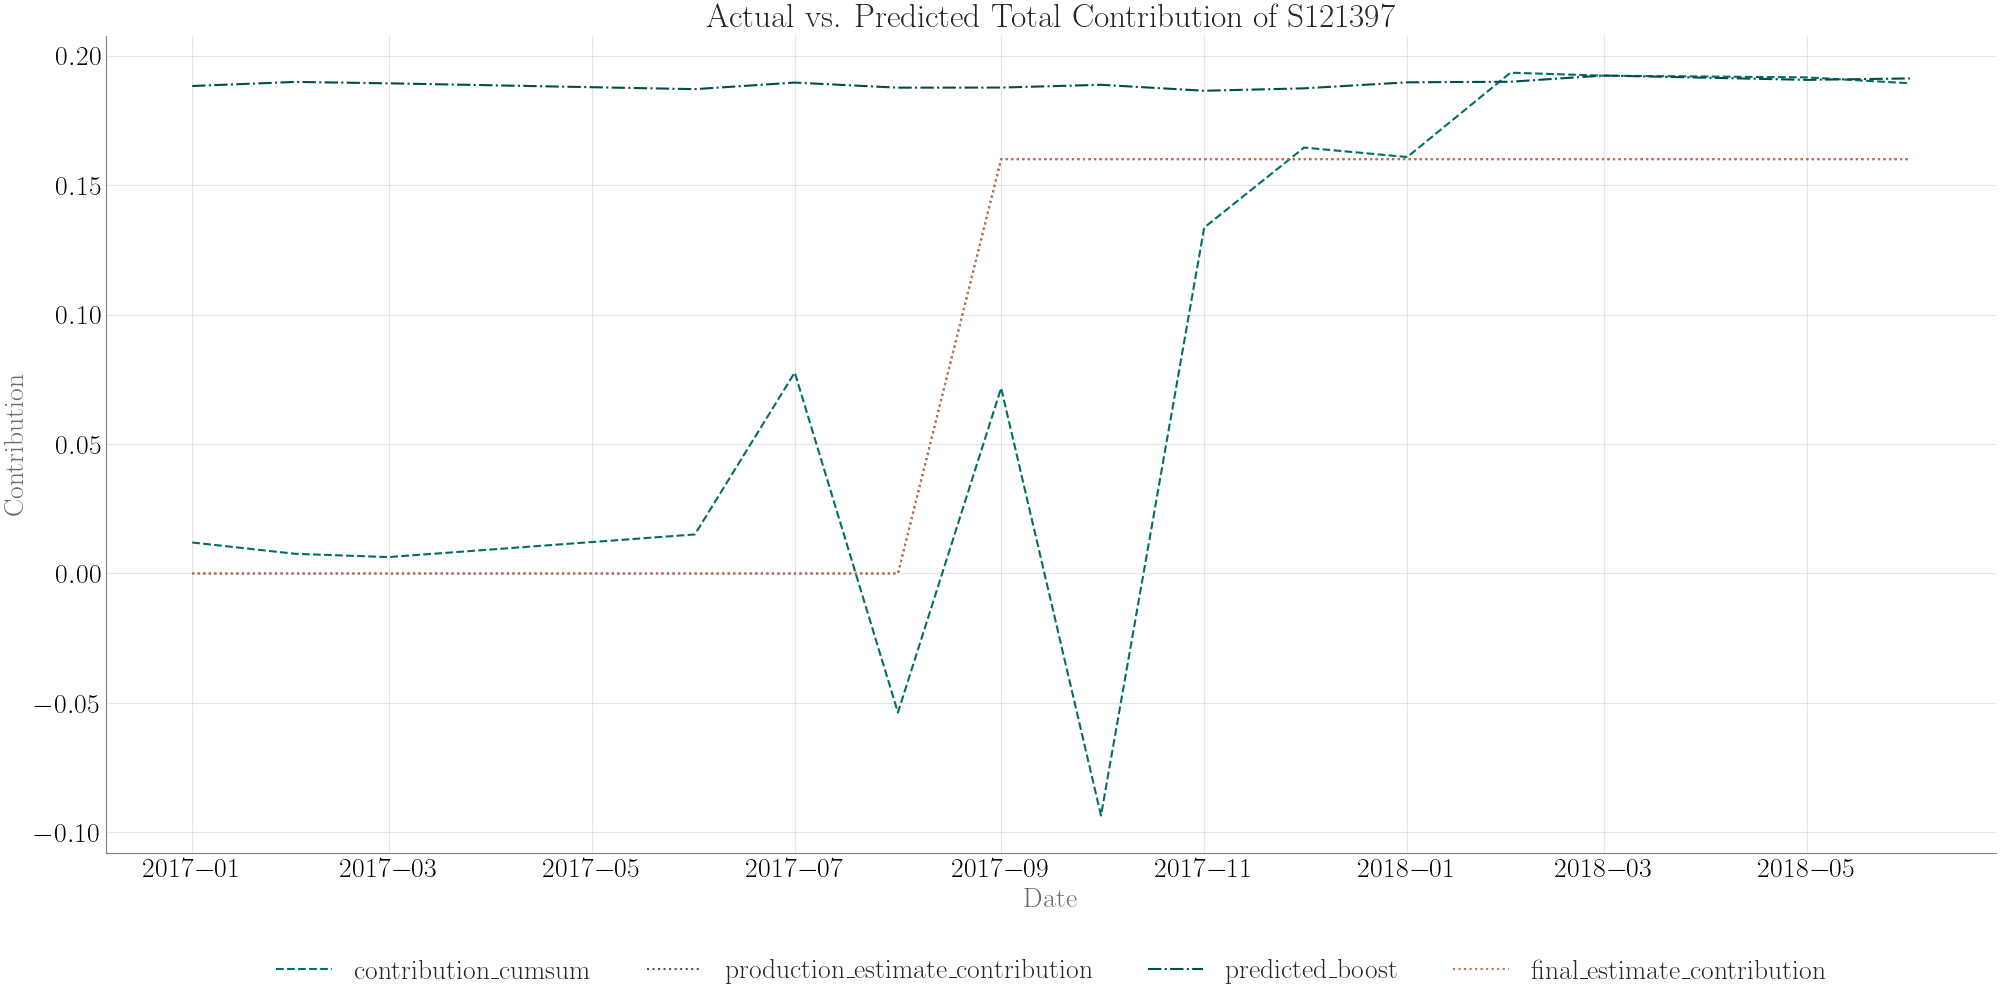 Actual vs. Predicted Total Contribution of S121397
0.20
0.15
0.10
0.05
0.00
−0.05
−0.10
Contribution
2017−01 2017−03 2017−05 2017−07 2017−09 2017−11 2018−01 2018−03 2018−05
Date
contribution_cumsum production_estimate_contribution predicted_boost final_estimate_contribution